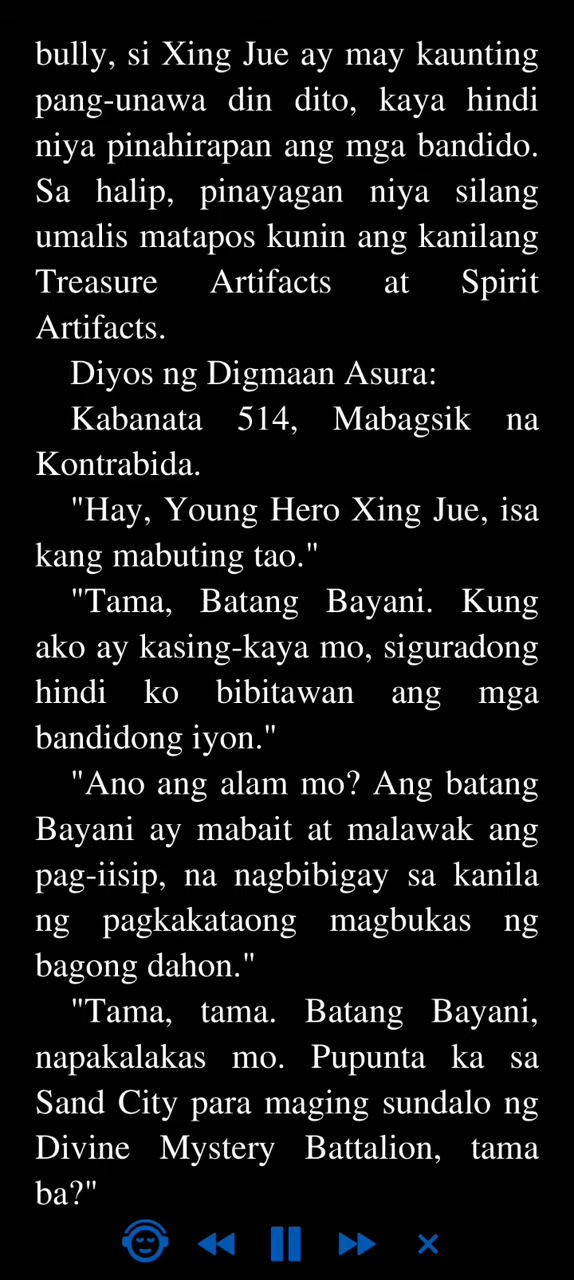 bully, si Xing Jue ay may kaunting
pang-unawa din dito, kaya hindi
niya pinahirapan ang mga bandido.
Sa halip, pinayagan niya silang
umalis matapos kunin ang kanilang
Treasure Artifacts at Spirit
Artifacts.
Diyos ng Digmaan Asura:
Kabanata 514, Mabagsik na
Kontrabida.
"Hay, Young Hero Xing Jue, isa
kang mabuting tao."
"Tama, Batang Bayani. Kung
ako ay kasing-kaya mo, siguradong
hindi ko bibitawan ang mga
bandidong iyon."
"Ano ang alam mo? Ang batang
Bayani ay mabait at malawak ang
pag-iisip, na nagbibigay sa kanila
ng pagkakataong magbukas ng
bagong dahon."
"Tama, tama. Batang Bayani,
napakalakas mo. Pupunta ka sa
Sand City para maging sundalo ng
Divine Mystery Battalion, tama
ba?"